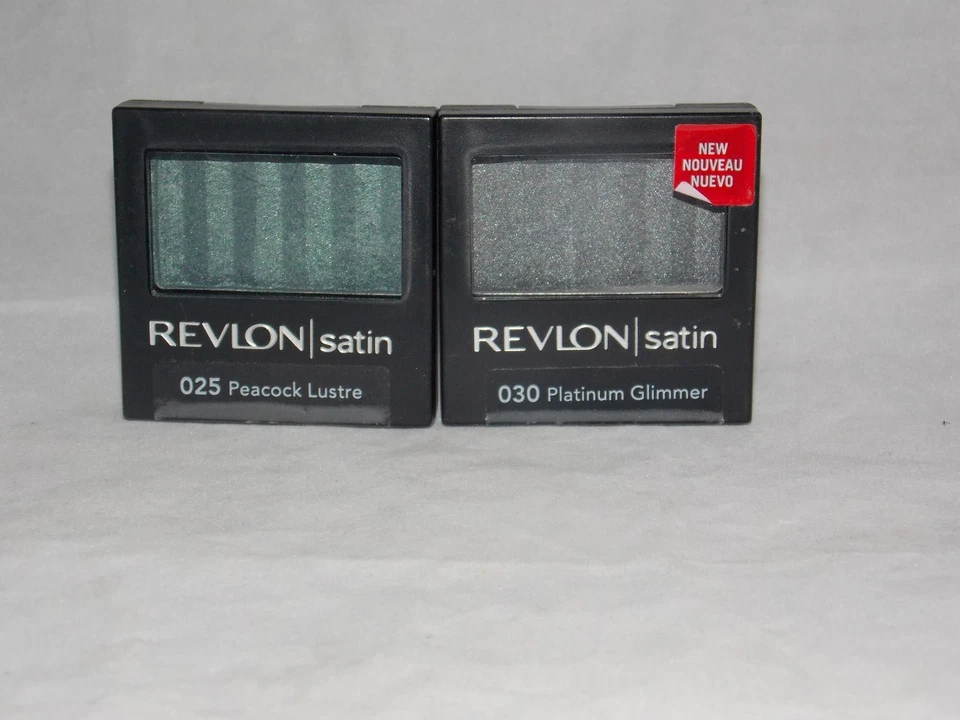 REVLON | satin
025 Peacock Lustre
NEW
NOUVEAU
NUEVO
REVLON | satin
030 Platinum Glimmer